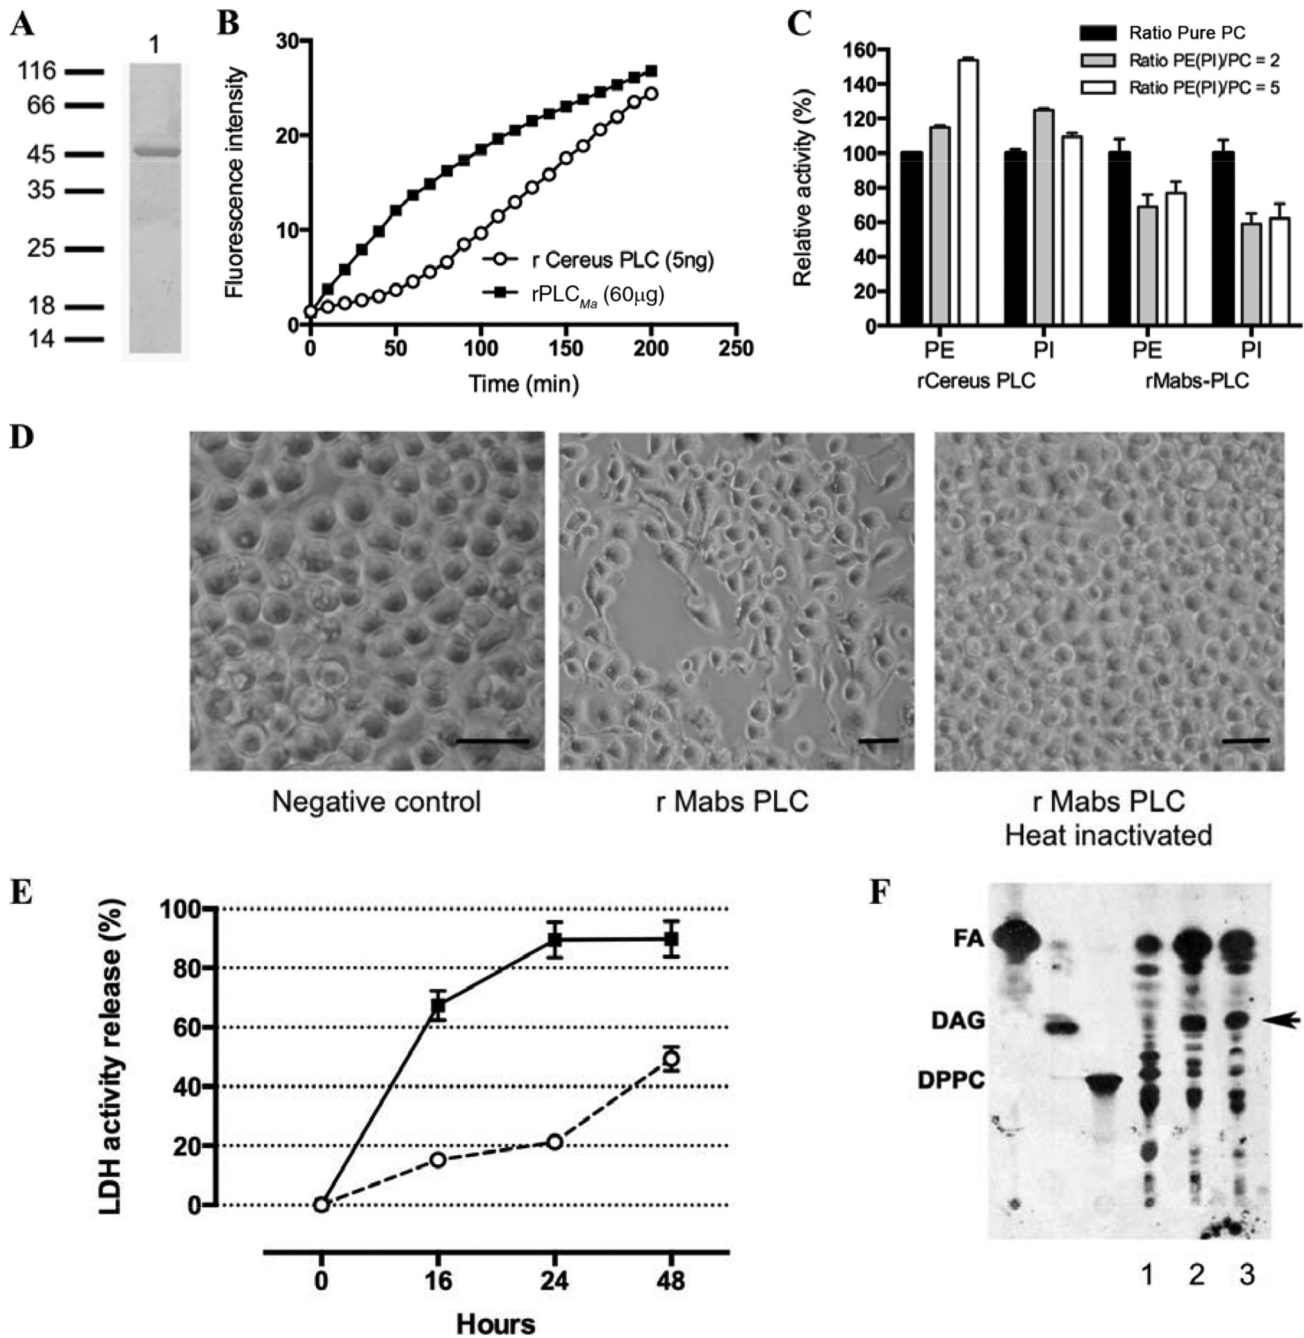 A
1
116
66
45
35
25
18
14
B
Fluorescence intensity
30
20
10
0
0 50 100 150 200 250
Time (min)
r Cereus PLC (5ng)
rPLCMa (60μg)
C
Relative activity (%)
160
140
120
100
80
60
40
20
0
Ratio Pure PC
Ratio PE(PI)/PC = 2
Ratio PE(PI)/PC = 5
PE PI PE PI
rCereus PLC rMabs-PLC
D
Negative control
r Mabs PLC
r Mabs PLC
Heat inactivated
E
LDH activity release (%)
100
80
60
40
20
0
0 16 24 48
Hours
F
FA
DAG
DPPC
1 2 3